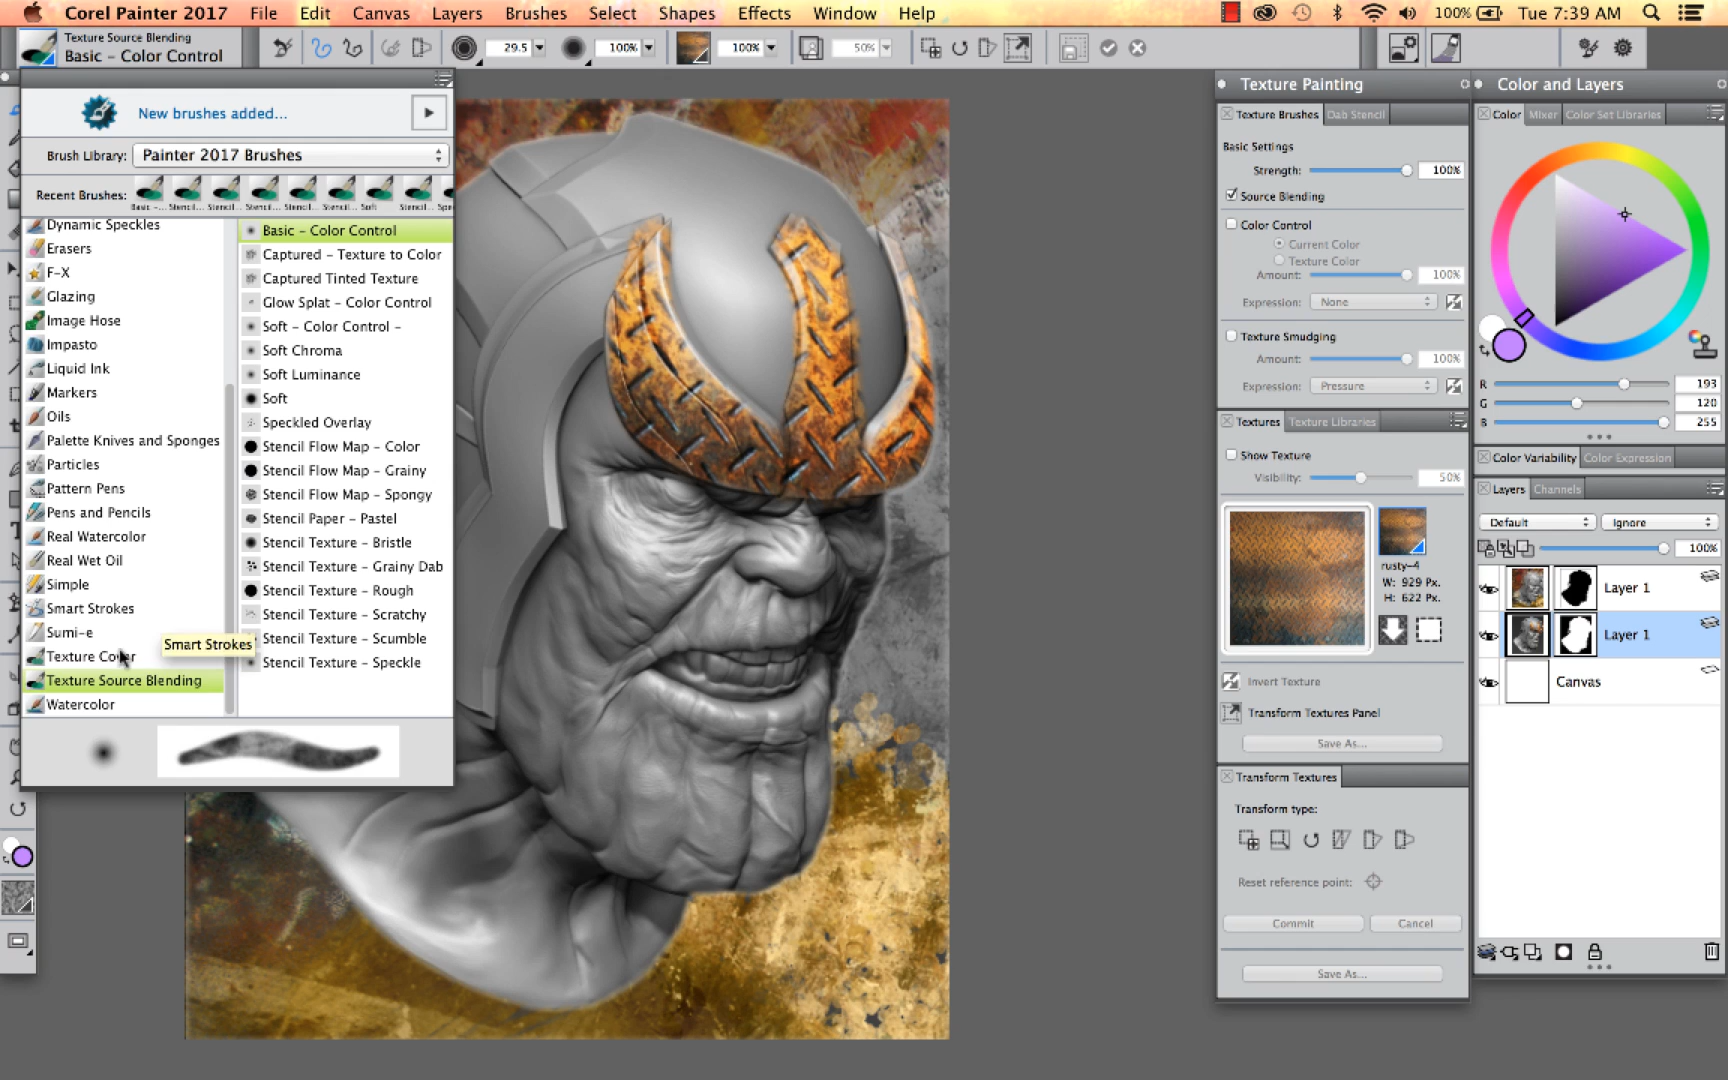 Corel Painter 2017 File Edit Canvas Layers Brushes Select Shapes Effects Window Help 100% Tue 7:39 AM
Texture Source Blending
Basic - Color Control
29.5 100% 100% 50%
New brushes added...
Brush Library: Painter 2017 Brushes
Recent Brushes:
Basic -... Stencil... Stencil... Stencil... Stencil... Stencil... Soft Stencil...
Dynamic Speckles
Erasers
F-X
Glazing
Image Hose
Impasto
Liquid Ink
Markers
Oils
Palette Knives and Sponges
Particles
Pattern Pens
Pens and Pencils
Real Watercolor
Real Wet Oil
Simple
Smart Strokes
Sumi-e
Texture Cover
Texture Source Blending
Watercolor
Smart Strokes
Basic - Color Control
Captured - Texture to Color
Captured Tinted Texture
Glow Splat - Color Control
Soft - Color Control -
Soft Chroma
Soft Luminance
Soft
Speckled Overlay
Stencil Flow Map - Color
Stencil Flow Map - Grainy
Stencil Flow Map - Spongy
Stencil Paper - Pastel
Stencil Texture - Bristle
Stencil Texture - Grainy Dab
Stencil Texture - Rough
Stencil Texture - Scratchy
Stencil Texture - Scumble
Stencil Texture - Speckle
Texture Painting
Texture Brushes Dab Stencil
Basic Settings
Strength: 100%
Source Blending
Color Control
Current Color
Texture Color
Amount: 100%
Expression: None
Texture Smudging
Amount: 100%
Expression: Pressure
Textures Texture Libraries
Show Texture
Visibility: 50%
rusty-4
W: 929 Px.
H: 622 Px.
Invert Texture
Transform Textures Panel
Save As...
Transform Textures
Transform type:
Reset reference point:
Commit Cancel
Save As...
Color and Layers
Color Mixer Color Set Libraries
R 193
G 120
B 255
Color Variability Color Expression
Layers Channels
Default Ignore
100%
Layer 1
Layer 1
Canvas